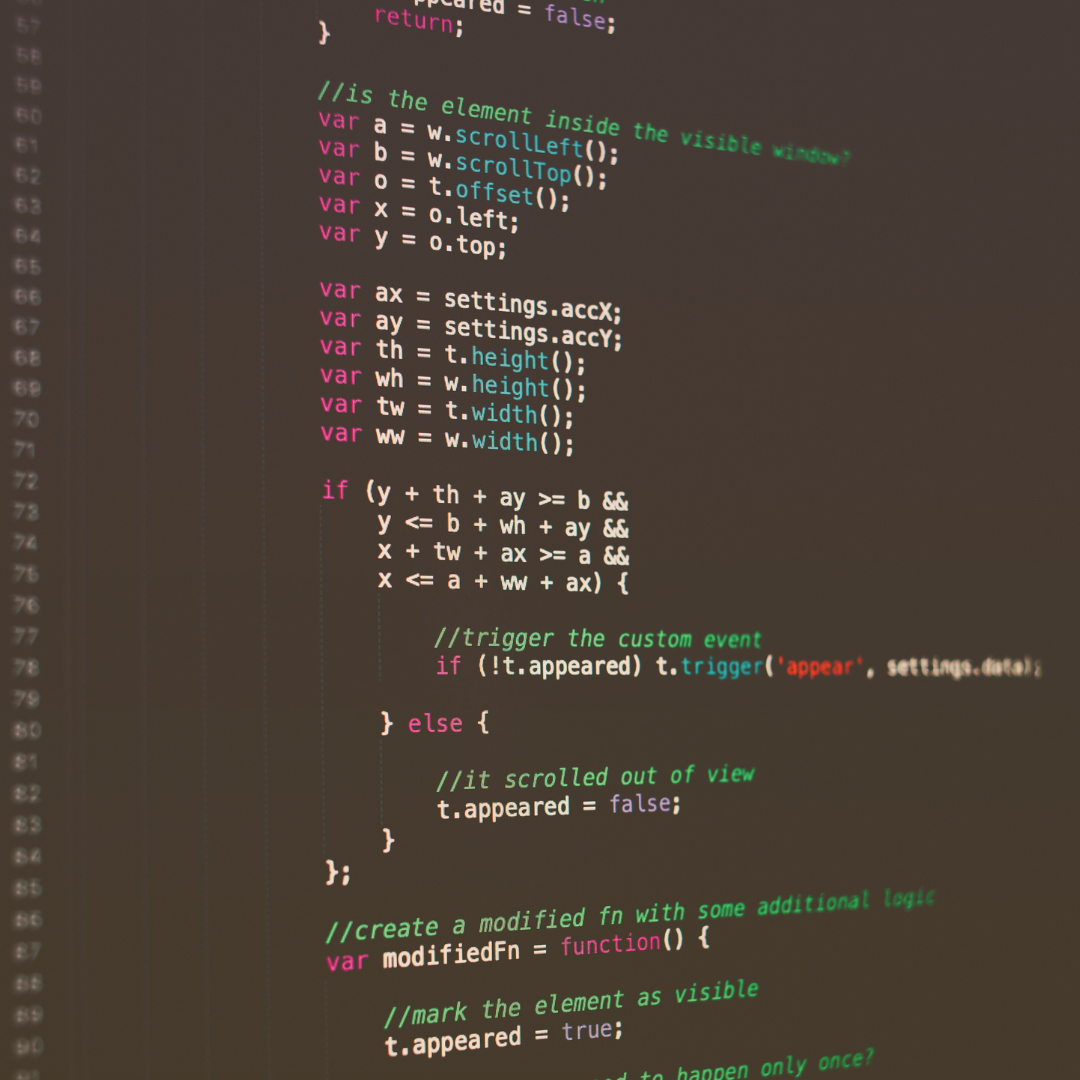 = false;
return;
}
//is the element inside the visible window?
var a = w.scrollLeft();
var b = w.scrollTop();
var o = t.offset();
var x = o.left;
var y = o.top;
var ax = settings.accX;
var ay = settings.accY;
var th = t.height();
var wh = w.height();
var tw = t.width();
var ww = w.width();
if (y + th + ay >= b &&
y <= b + wh + ay &&
x + tw + ax >= a &&
x <= a + ww + ax) {
//trigger the custom event
if (!t.appeared) t.trigger('appear', settings.data);
} else {
//it scrolled out of view
t.appeared = false;
}
};
//create a modified fn with some additional logic
var modifiedFn = function() {
//mark the element as visible
t.appeared = true;
to happen only once?
57
58
59
60
61
62
63
64
65
66
67
68
69
70
71
72
73
74
75
76
77
78
79
80
81
82
83
84
85
86
87
88
89
90